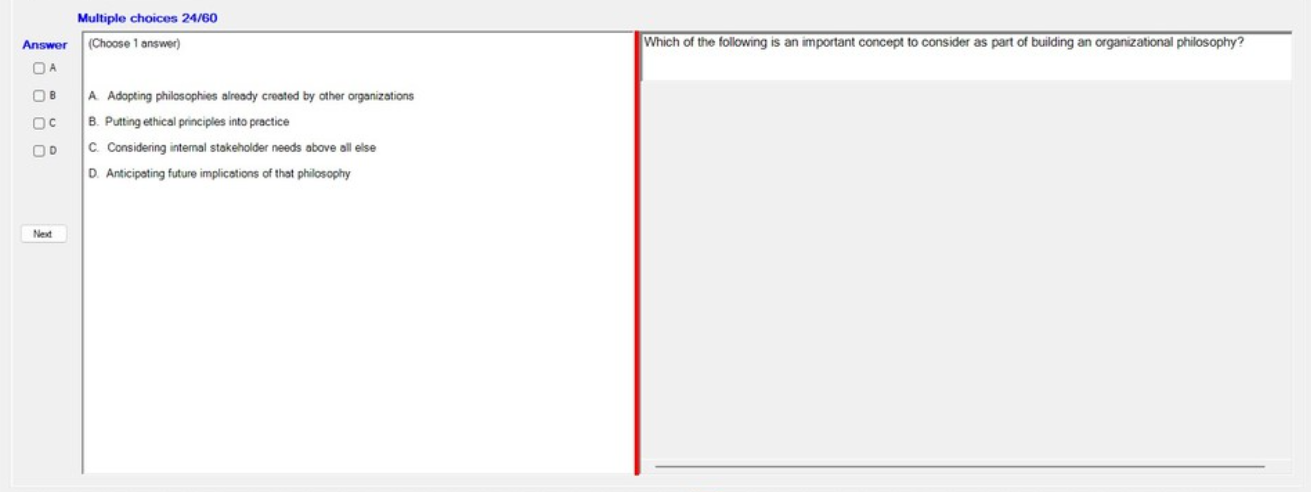 Multiple choices 24/60
Answer
(Choose 1 answer)
A
B
C
D
A. Adopting philosophies already created by other organizations
B. Putting ethical principles into practice
C. Considering internal stakeholder needs above all else
D. Anticipating future implications of that philosophy
Next
Which of the following is an important concept to consider as part of building an organizational philosophy?